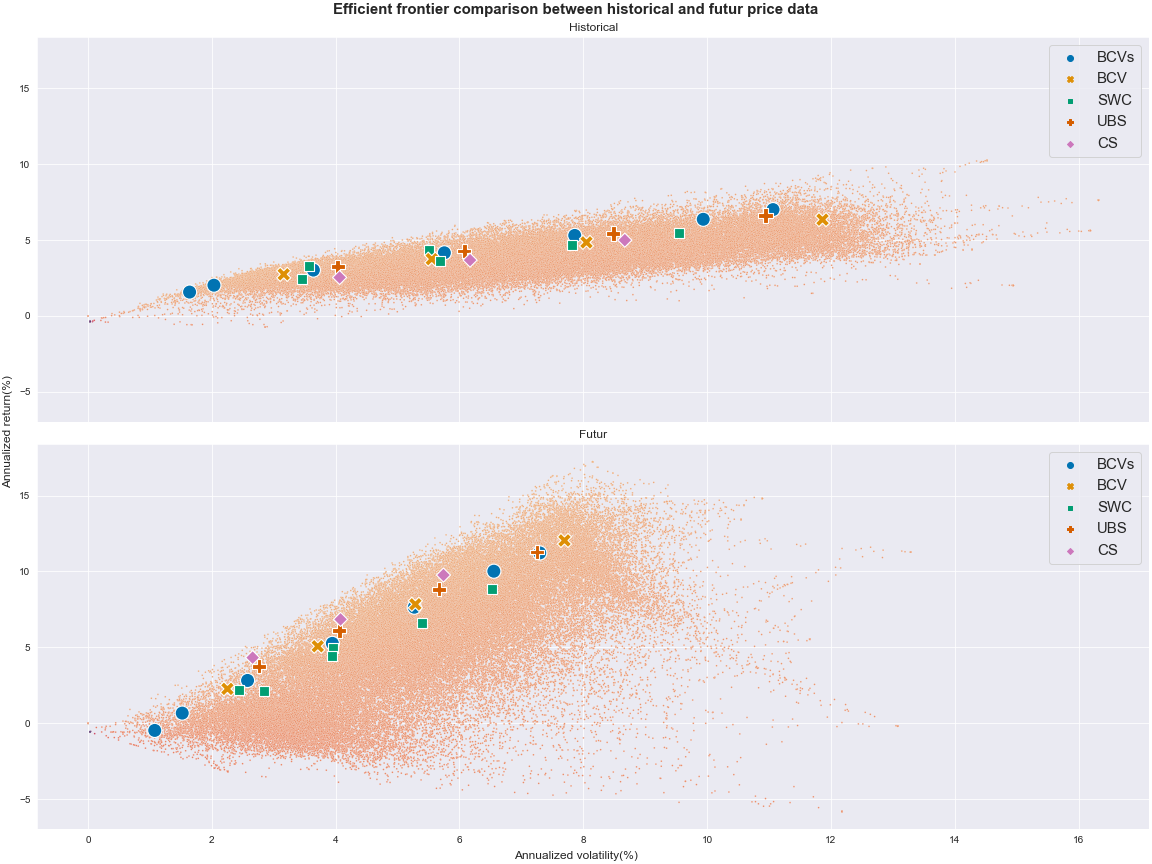 Efficient frontier comparison between historical and futur price data
Historical
15
10
5
0
−5
BCVs
BCV
SWC
UBS
CS
Annualized return(%)
Futur
15
10
5
0
−5
BCVs
BCV
SWC
UBS
CS
0 2 4 6 8 10 12 14 16
Annualized volatility(%)